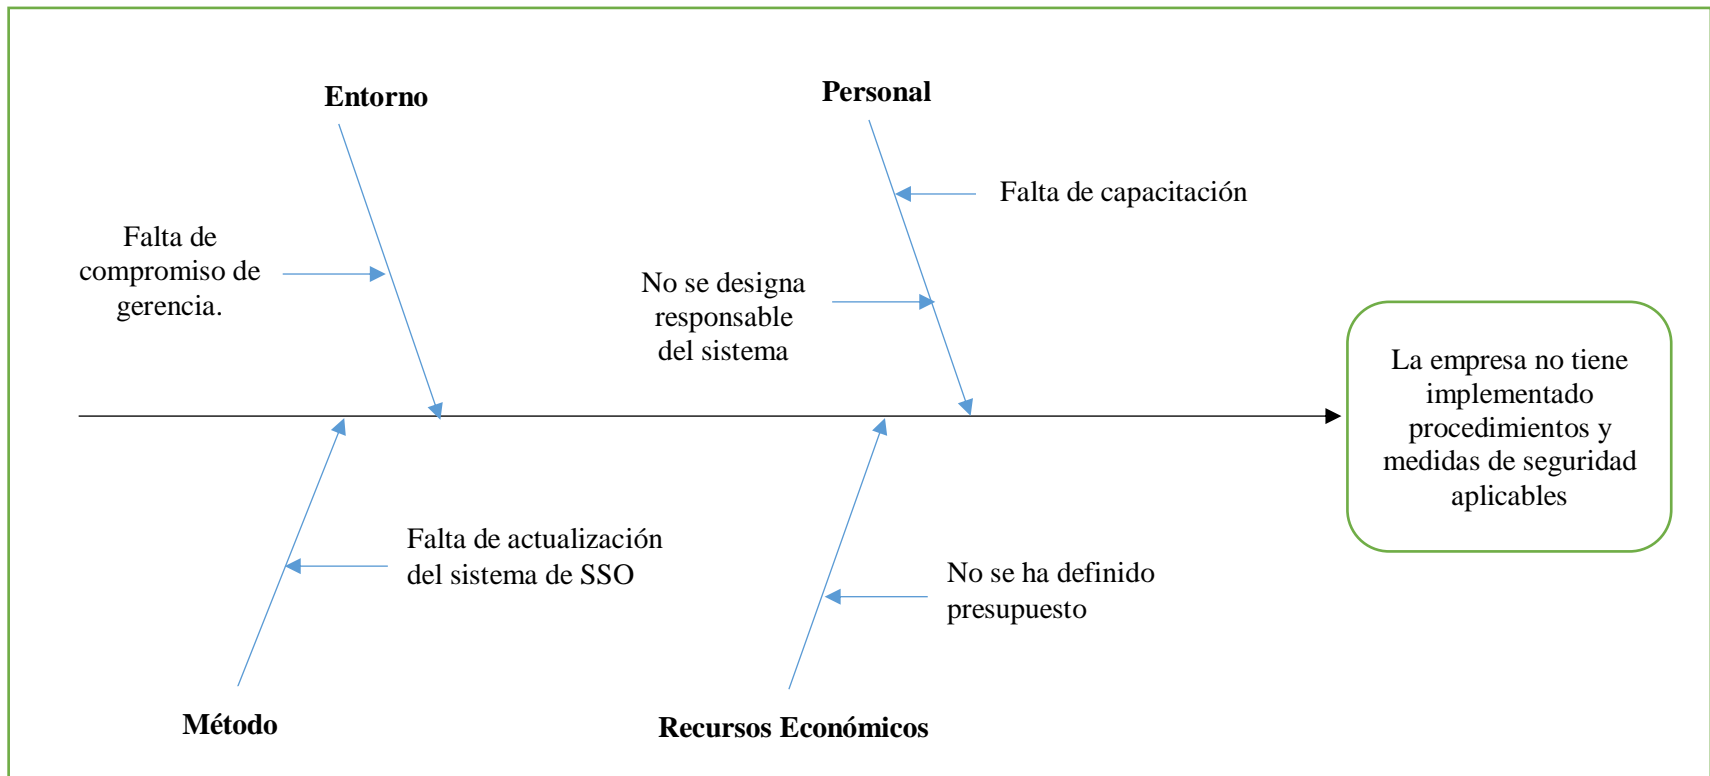 Entorno
Personal
Falta de capacitación
Falta de
compromiso de
gerencia.
No se designa
responsable
del sistema
La empresa no tiene
implementado
procedimientos y
medidas de seguridad
aplicables
Falta de actualización
del sistema de SSO
No se ha definido
presupuesto
Método
Recursos Económicos